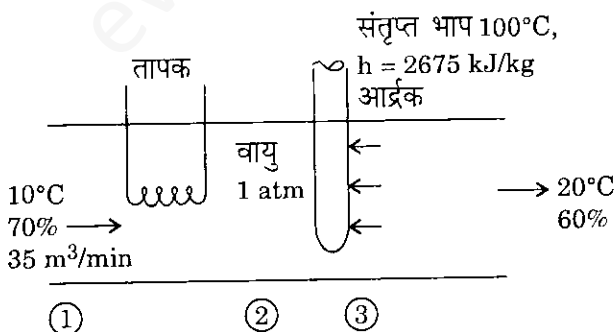 संतृप्त भाप 100°C,
h = 2675 kJ/kg
आर्द्रक
तापक
वायु
1 atm
10°C
70%
35 m³/min
20°C
60%
① ② ③